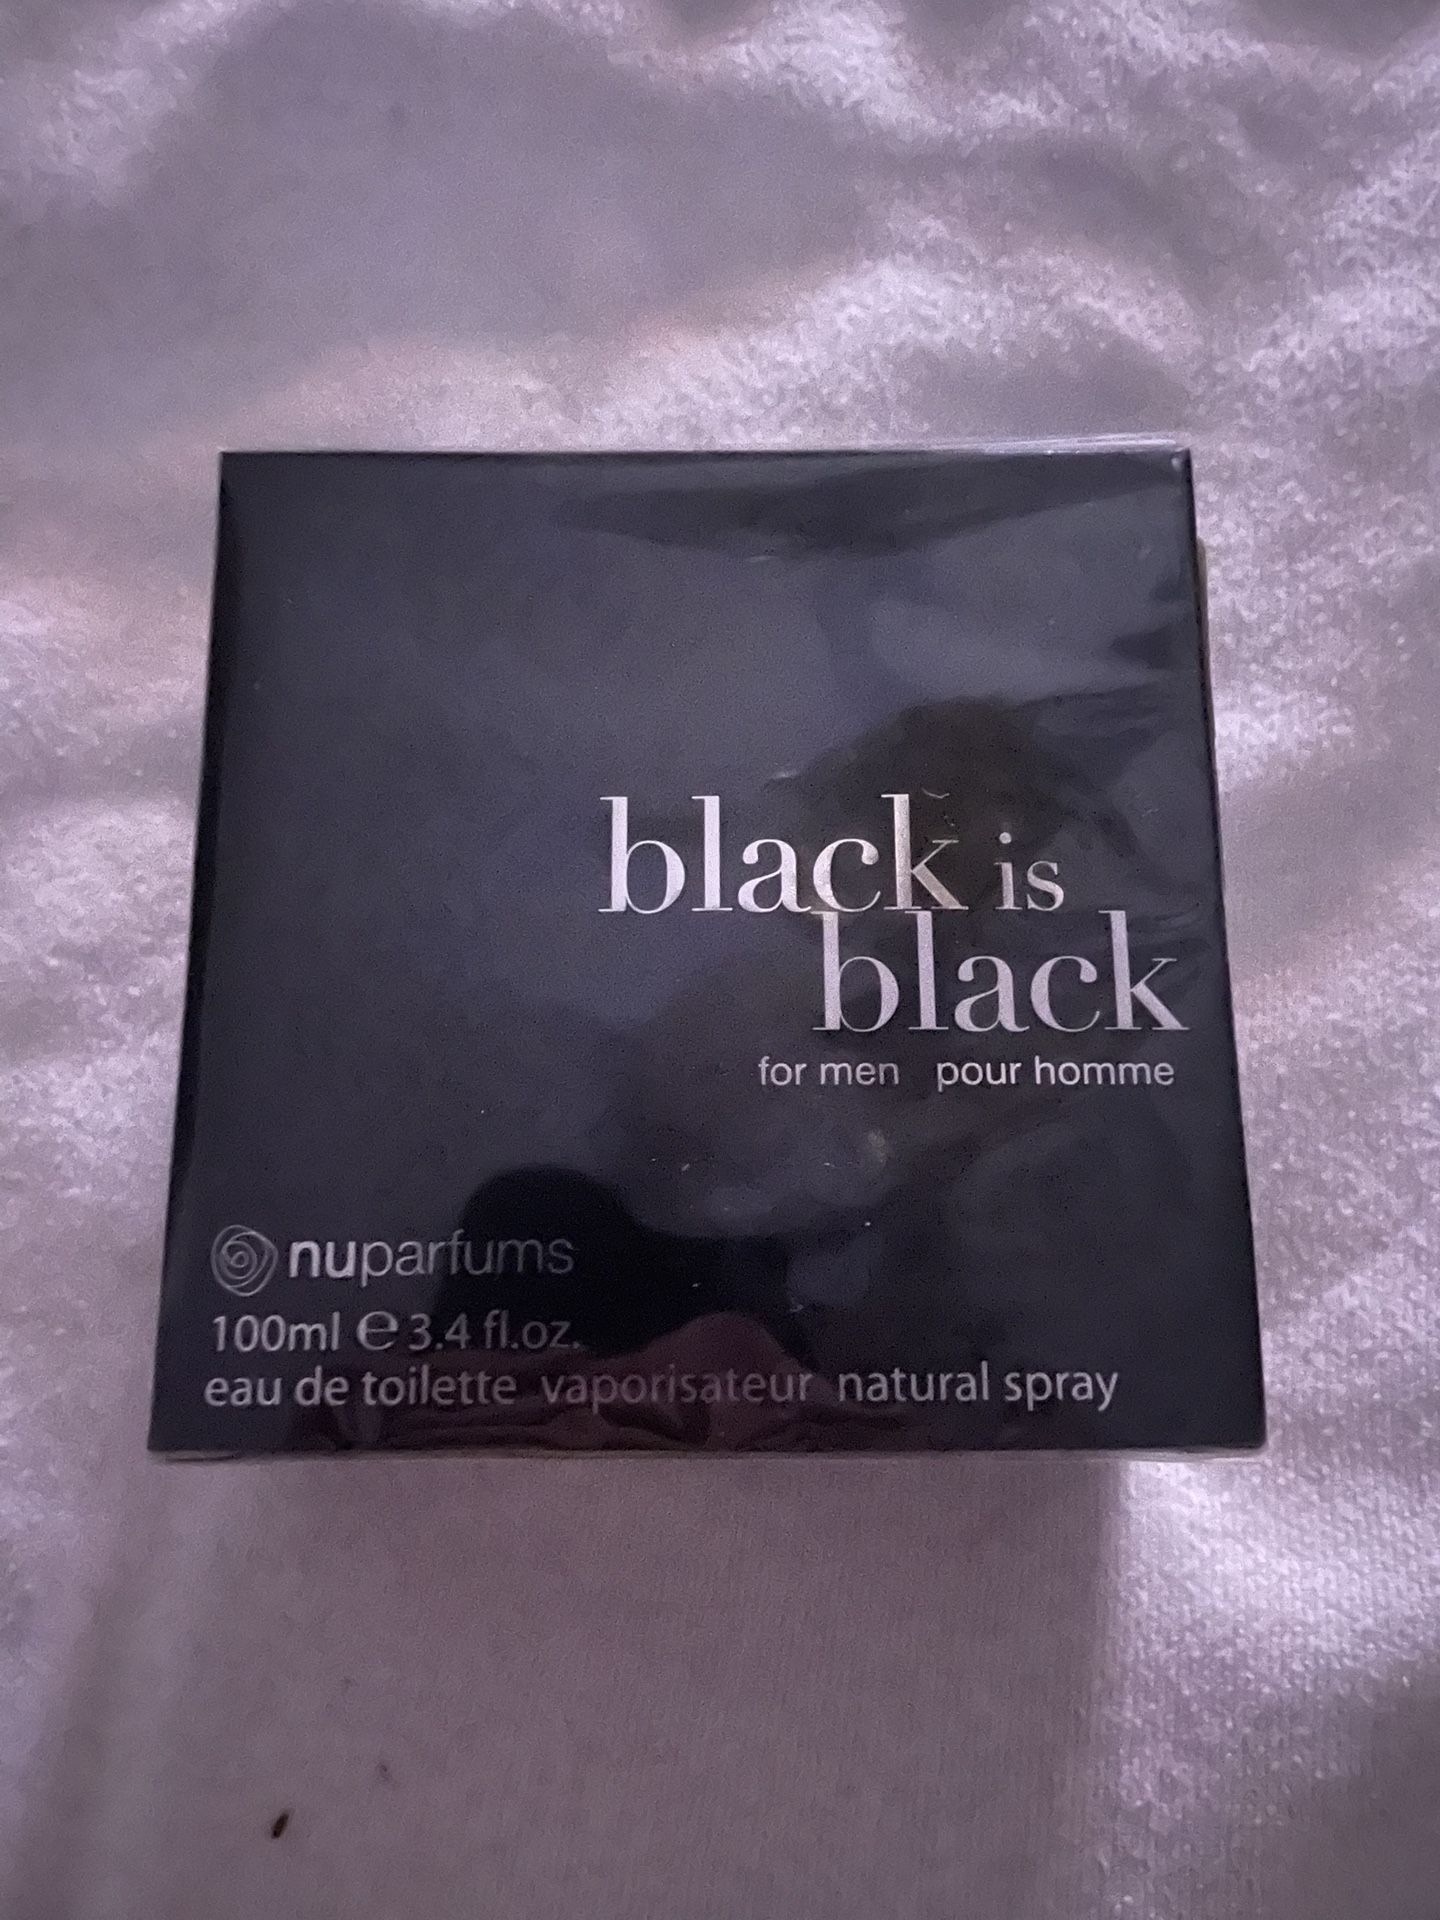 black is
black
for men pour homme
nuparfums
100ml ℮ 3.4 fl.oz.
eau de toilette vaporisateur natural spray